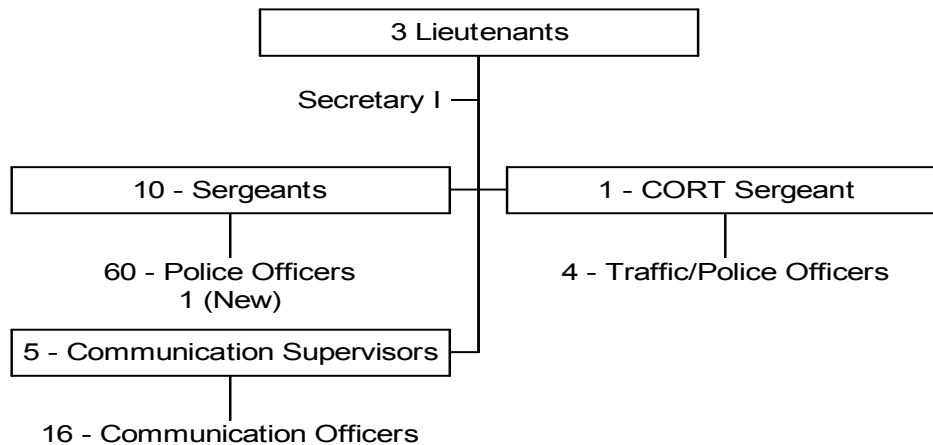 3 Lieutenants
Secretary I
10 - Sergeants
1 - CORT Sergeant
60 - Police Officers
1 (New)
4 - Traffic/Police Officers
5 - Communication Supervisors
16 - Communication Officers